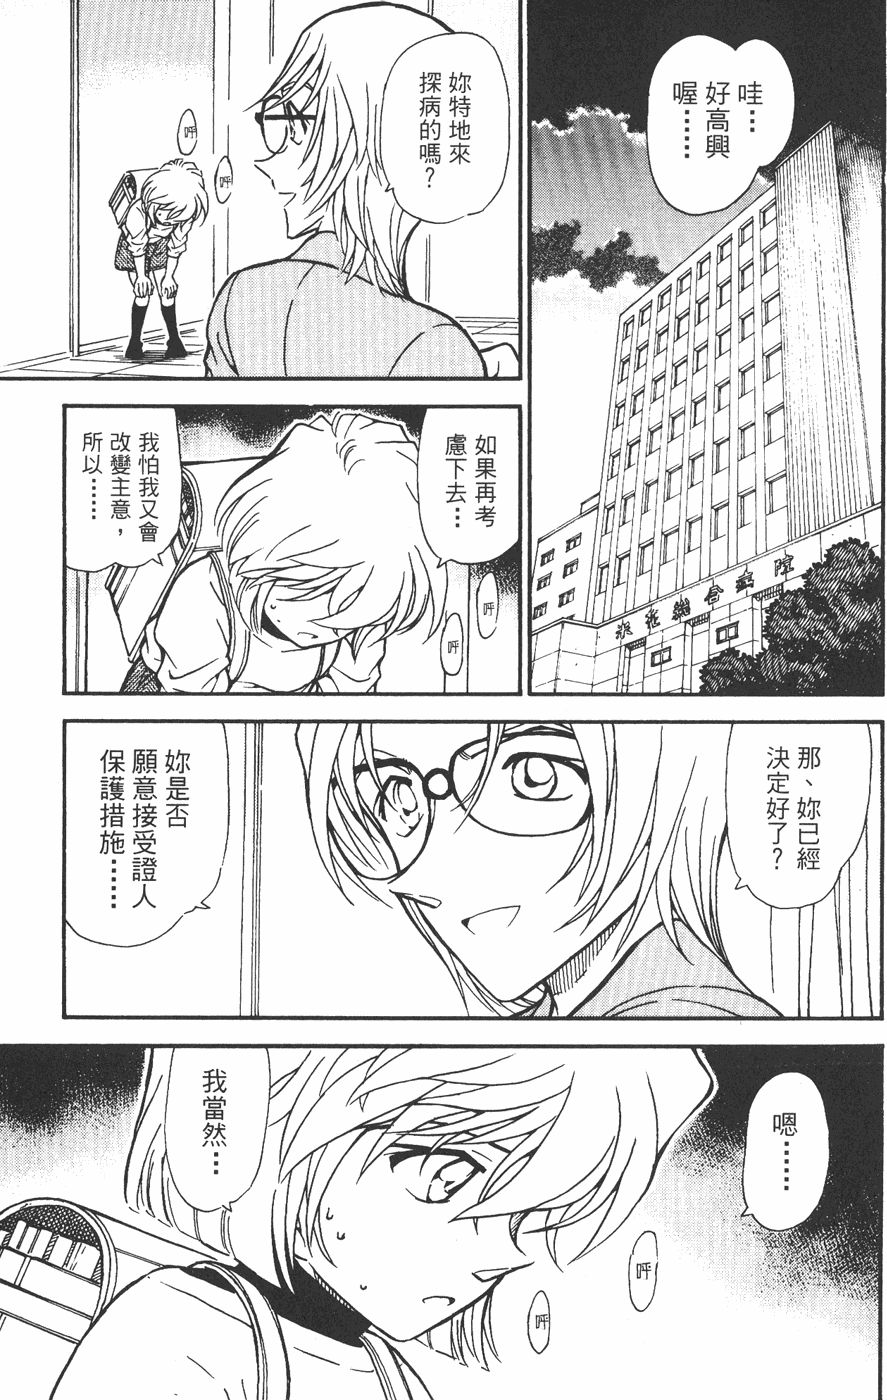 哇…
好高興
喔……
米花綜合病院
妳特地來
探病的嗎?
呼
呼
如果再考
慮下去…
我怕我又會
改變主意，
所以……
呼
呼
那、妳已經
決定好了?
妳是否
願意接受證人
保護措施……
嗯……
我當然…
呼
呼